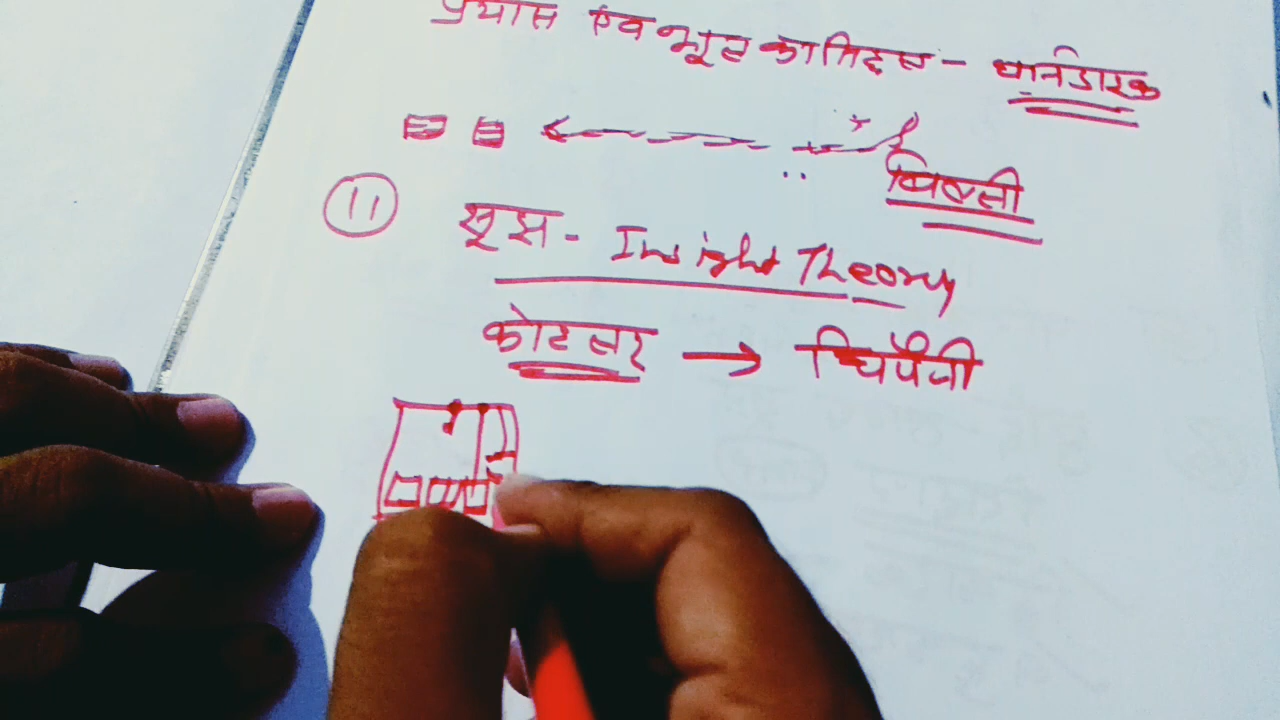 प्रयास एवं भूल का सिद्धांत - थार्नडाइक
बिल्ली
11 सूझ - Insight Theory
कोहलर → चिंपैंजी